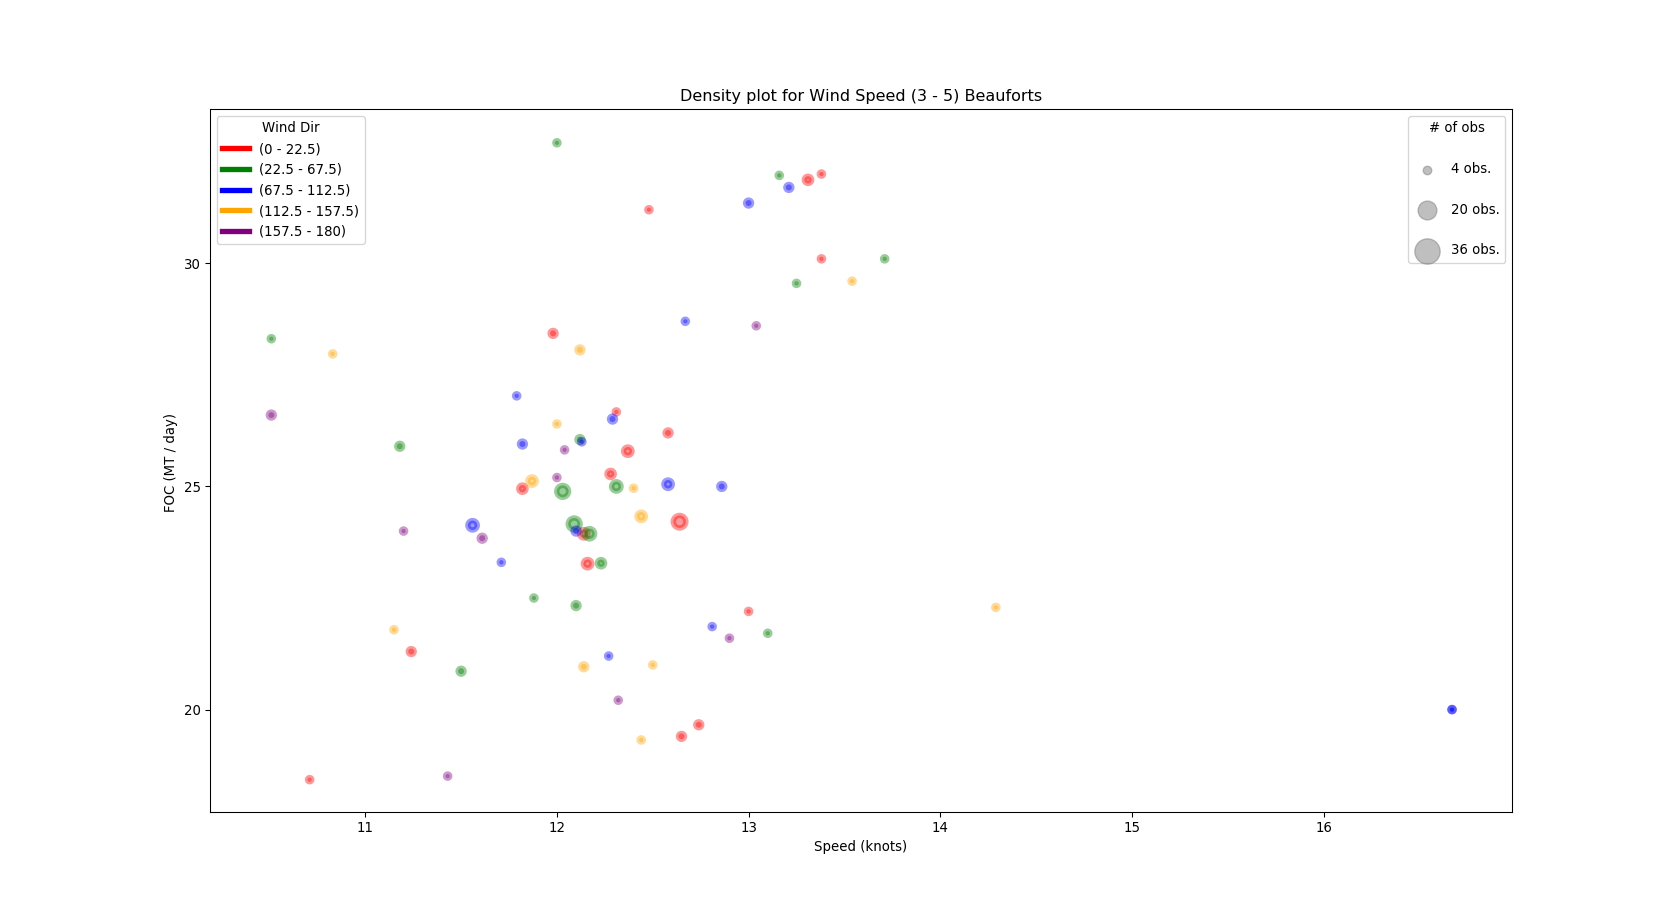 Density plot for Wind Speed (3 - 5) Beauforts
Wind Dir
(0 - 22.5)
(22.5 - 67.5)
(67.5 - 112.5)
(112.5 - 157.5)
(157.5 - 180)
# of obs
4 obs.
20 obs.
36 obs.
FOC (MT / day)
30
25
20
11 12 13 14 15 16
Speed (knots)